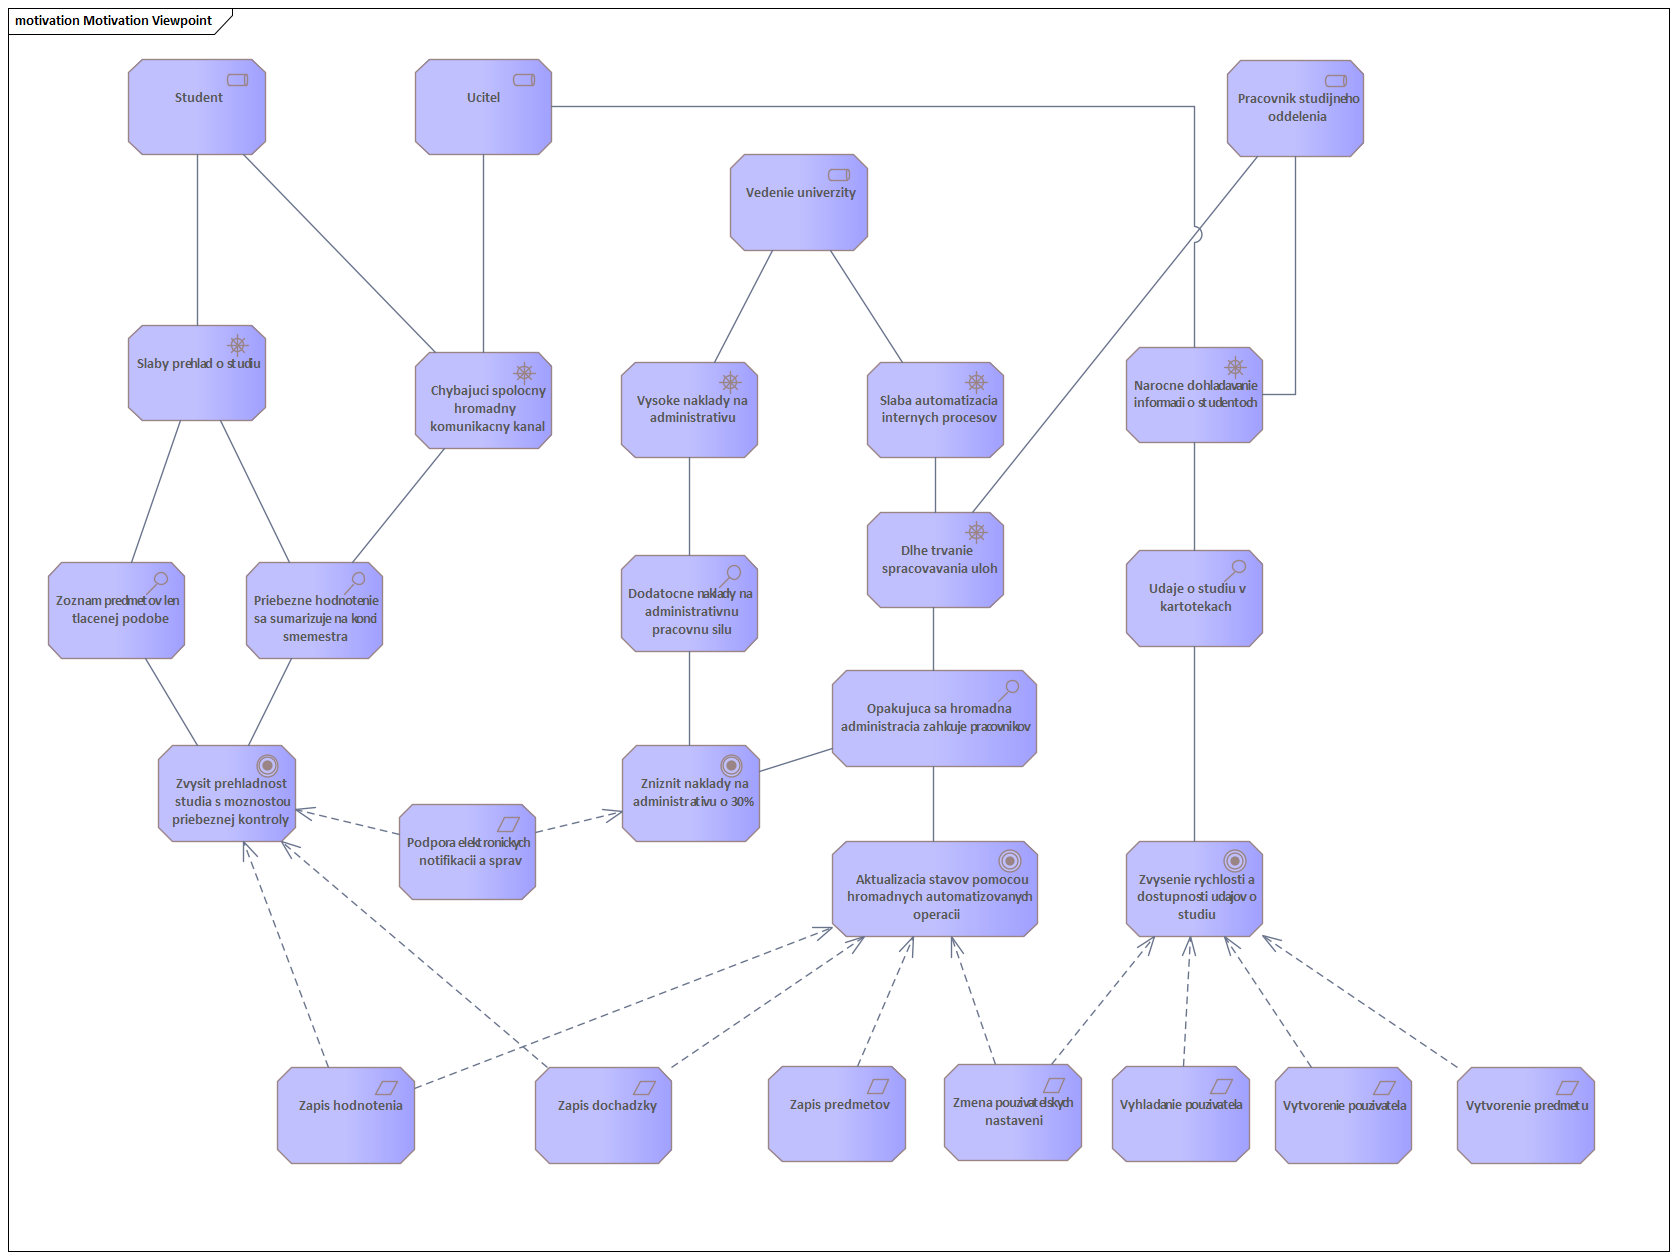 motivation Motivation Viewpoint
Student
Ucitel
Pracovnik studijneho
oddelenia
Vedenie univerzity
Slaby prehlad o studiu
Chybajuci spolocny
hromadny
komunikacny kanal
Vysoke naklady na
administrativu
Slaba automatizacia
internych procesov
Narocne dohladavanie
informacii o studentoch
Dlhe trvanie
spracovavania uloh
Zoznam predmetov len
tlacenej podobe
Priebezne hodnotenie
sa sumarizuje na konci
smemestra
Dodatocne naklady na
administrativnu
pracovnu silu
Udaje o studiu v
kartotekach
Opakujuca sa hromadna
administracia zahlcuje pracovnikov
Zvysit prehladnost
studia s moznostou
priebeznej kontroly
Zniznit naklady na
administrativu o 30%
Podpora elektronickych
notifikacii a sprav
Aktualizacia stavov pomocou
hromadnych automatizovanych
operacii
Zvysenie rychlosti a
dostupnosti udajov o
studiu
Zapis hodnotenia
Zapis dochadzky
Zapis predmetov
Zmena pouzivatelskych
nastaveni
Vyhladanie pouzivatela
Vytvorenie pouzivatela
Vytvorenie predmetu